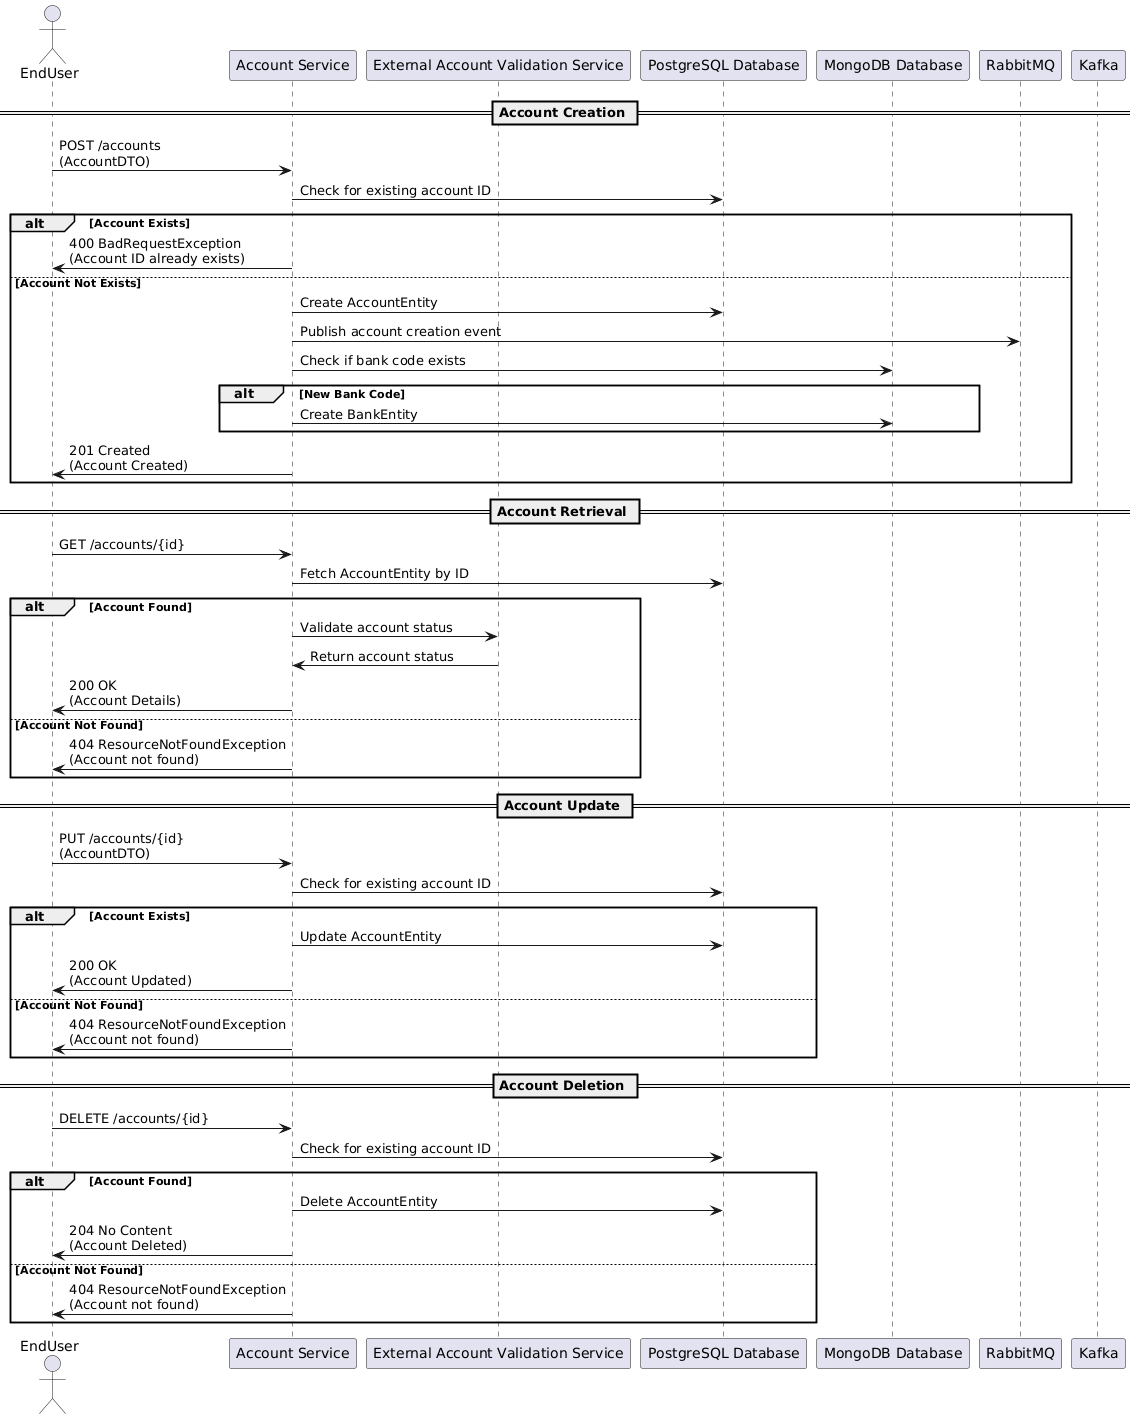 EndUser
Account Service
External Account Validation Service
PostgreSQL Database
MongoDB Database
RabbitMQ
Kafka
Account Creation
POST /accounts
(AccountDTO)
Check for existing account ID
alt
[Account Exists]
400 BadRequestException
(Account ID already exists)
[Account Not Exists]
Create AccountEntity
Publish account creation event
Check if bank code exists
alt
[New Bank Code]
Create BankEntity
201 Created
(Account Created)
Account Retrieval
GET /accounts/{id}
Fetch AccountEntity by ID
alt
[Account Found]
Validate account status
Return account status
200 OK
(Account Details)
[Account Not Found]
404 ResourceNotFoundException
(Account not found)
Account Update
PUT /accounts/{id}
(AccountDTO)
Check for existing account ID
alt
[Account Exists]
Update AccountEntity
200 OK
(Account Updated)
[Account Not Found]
404 ResourceNotFoundException
(Account not found)
Account Deletion
DELETE /accounts/{id}
Check for existing account ID
alt
[Account Found]
Delete AccountEntity
204 No Content
(Account Deleted)
[Account Not Found]
404 ResourceNotFoundException
(Account not found)
EndUser
Account Service
External Account Validation Service
PostgreSQL Database
MongoDB Database
RabbitMQ
Kafka